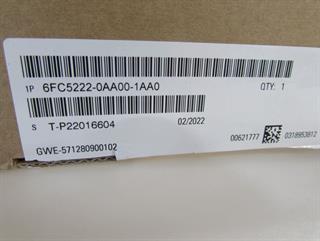 1P 6FC5222-0AA00-1AA0 QTY: 1
S T-P22016604 02/2022
00621777 0318953812
GWE-571280900102